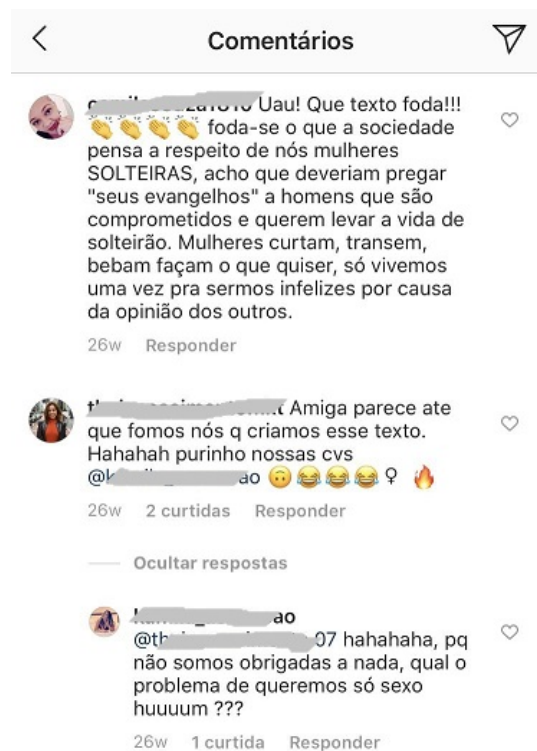 Comentários
Uau! Que texto foda!!!
👏👏👏👏 foda-se o que a sociedade
pensa a respeito de nós mulheres
SOLTEIRAS, acho que deveriam pregar
"seus evangelhos" a homens que são
comprometidos e querem levar a vida de
solteirão. Mulheres curtam, transem,
bebam façam o que quiser, só vivemos
uma vez pra sermos infelizes por causa
da opinião dos outros.
26w Responder
Amiga parece ate
que fomos nós q criamos esse texto.
Hahahah purinho nossas cvs
🙃😂😂😂♀🔥
26w 2 curtidas Responder
Ocultar respostas
hahahaha, pq
não somos obrigadas a nada, qual o
problema de queremos só sexo
huuuum ???
26w 1 curtida Responder